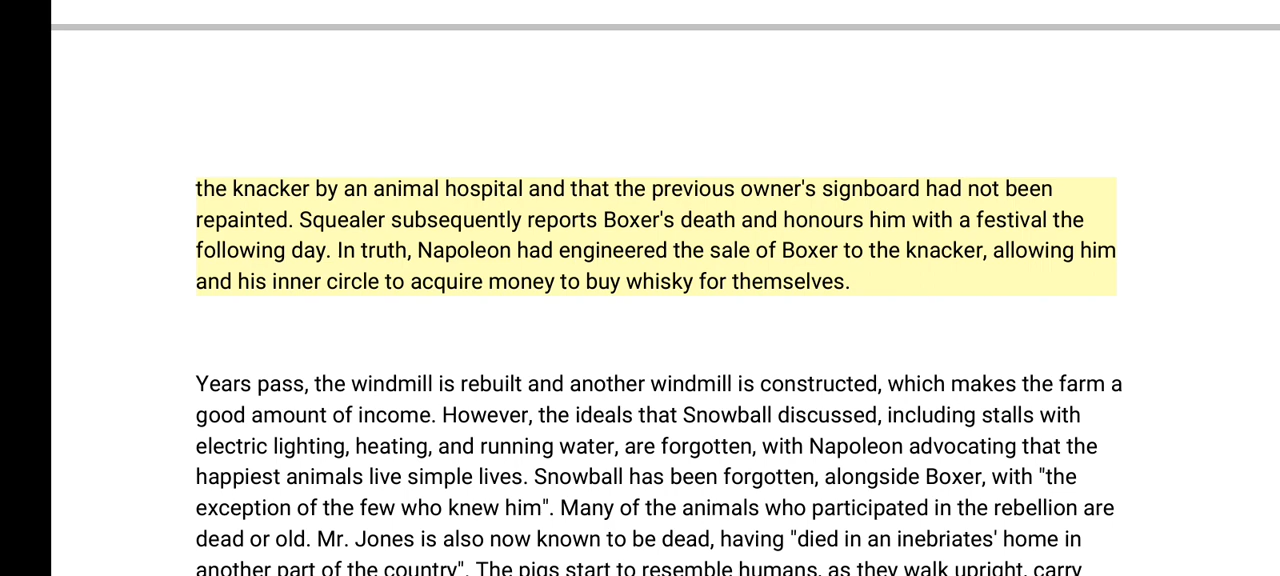 the knacker by an animal hospital and that the previous owner's signboard had not been
repainted. Squealer subsequently reports Boxer's death and honours him with a festival the
following day. In truth, Napoleon had engineered the sale of Boxer to the knacker, allowing him
and his inner circle to acquire money to buy whisky for themselves.
Years pass, the windmill is rebuilt and another windmill is constructed, which makes the farm a
good amount of income. However, the ideals that Snowball discussed, including stalls with
electric lighting, heating, and running water, are forgotten, with Napoleon advocating that the
happiest animals live simple lives. Snowball has been forgotten, alongside Boxer, with "the
exception of the few who knew him". Many of the animals who participated in the rebellion are
dead or old. Mr. Jones is also now known to be dead, having "died in an inebriates' home in
another part of the country". The pigs start to resemble humans, as they walk upright, carry